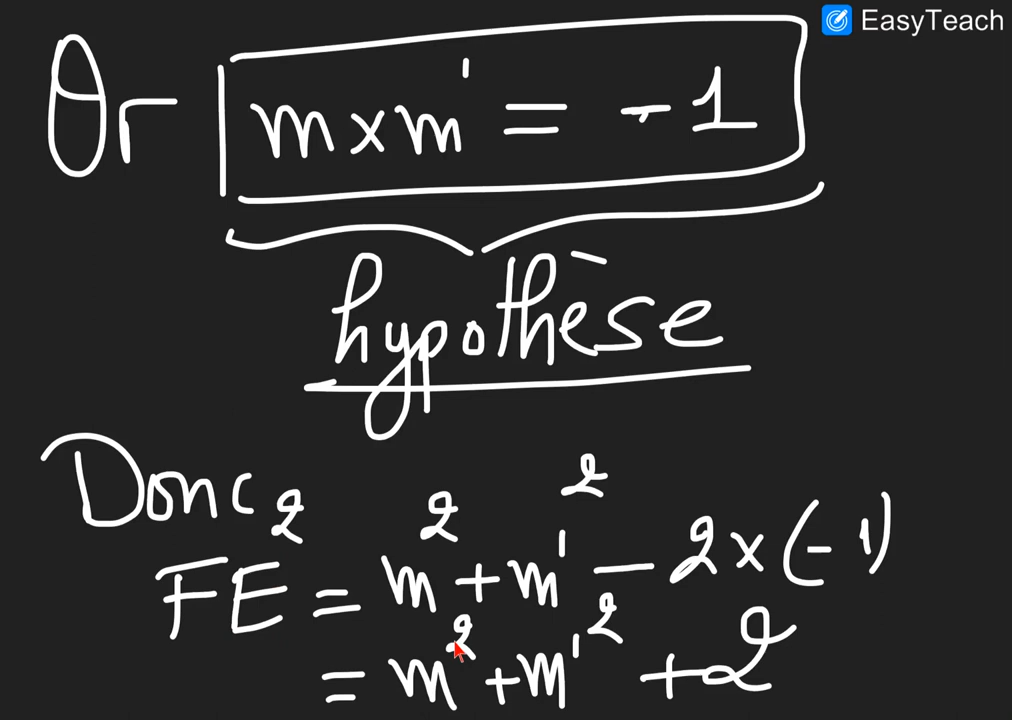 EasyTeach
Or m x m' = -1
hypothèse
Donc
FE² = m² + m'² - 2 x (-1)
= m² + m'² + 2